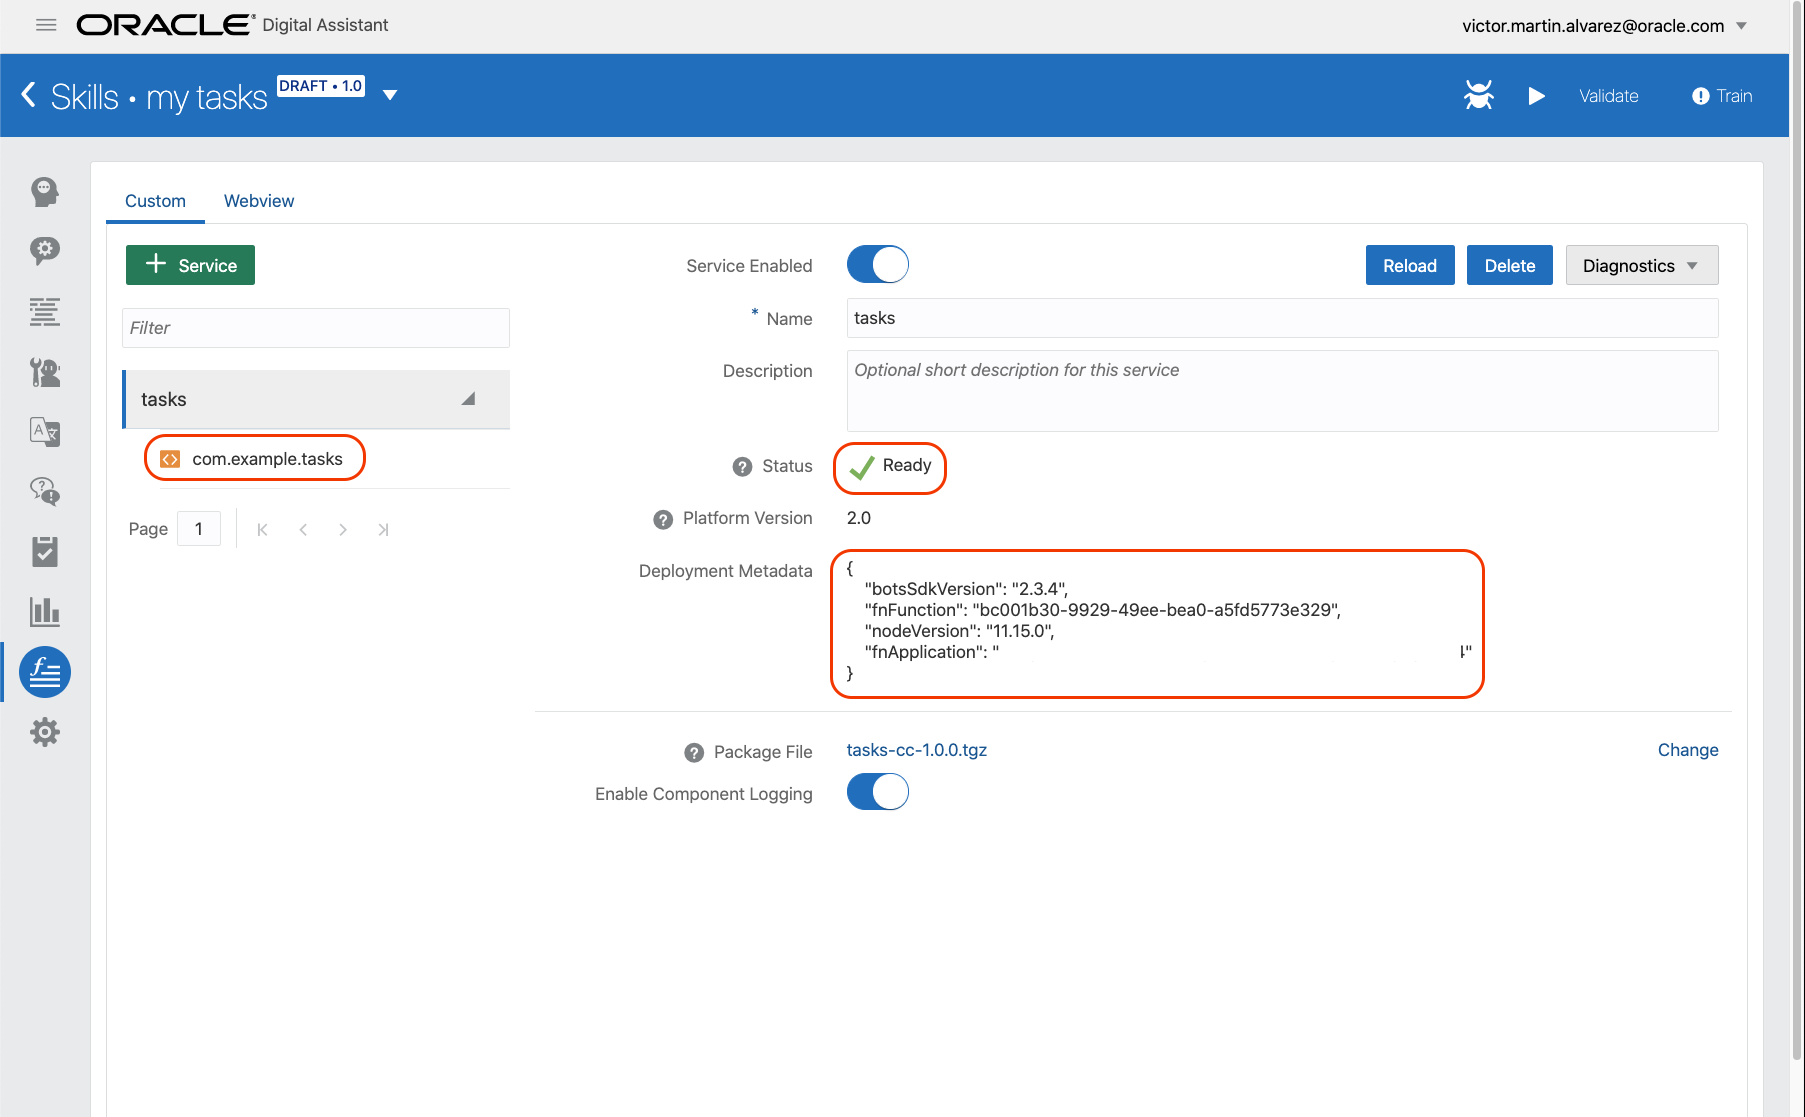 ORACLE® Digital Assistant
victor.martin.alvarez@oracle.com
Skills • my tasks DRAFT • 1.0
Validate
Train
Custom Webview
+ Service
Filter
tasks
com.example.tasks
Page 1
Service Enabled
Reload Delete Diagnostics
* Name tasks
Description Optional short description for this service
? Status Ready
? Platform Version 2.0
Deployment Metadata {
"botsSdkVersion": "2.3.4",
"fnFunction": "bc001b30-9929-49ee-bea0-a5fd5773e329",
"nodeVersion": "11.15.0",
"fnApplication": " "
}
? Package File tasks-cc-1.0.0.tgz Change
Enable Component Logging